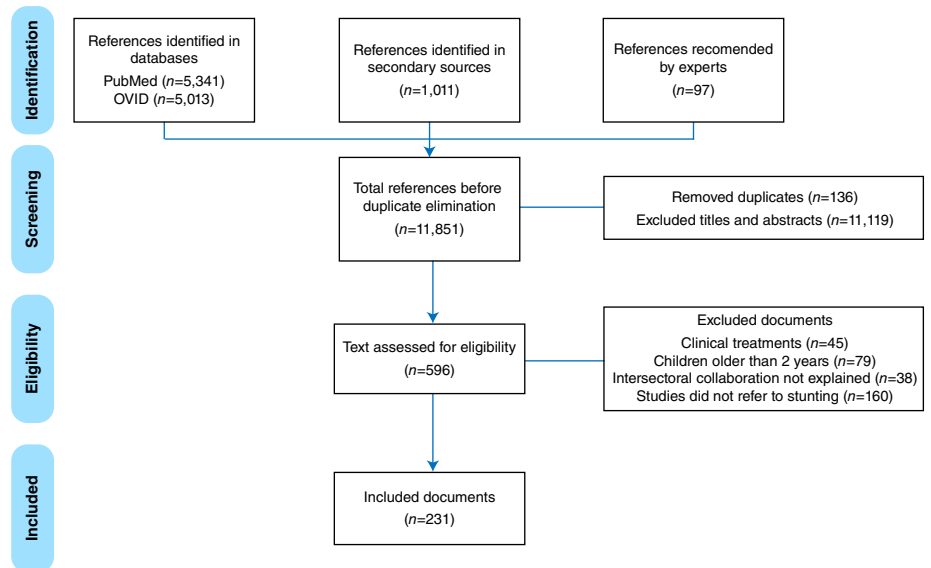 Identification
References identified in
databases
PubMed (n=5,341)
OVID (n=5,013)
References identified in
secondary sources
(n=1,011)
References recomended
by experts
(n=97)
Screening
Total references before
duplicate elimination
(n=11,851)
Removed duplicates (n=136)
Excluded titles and abstracts (n=11,119)
Eligibility
Text assessed for eligibility
(n=596)
Excluded documents
Clinical treatments (n=45)
Children older than 2 years (n=79)
Intersectoral collaboration not explained (n=38)
Studies did not refer to stunting (n=160)
Included
Included documents
(n=231)